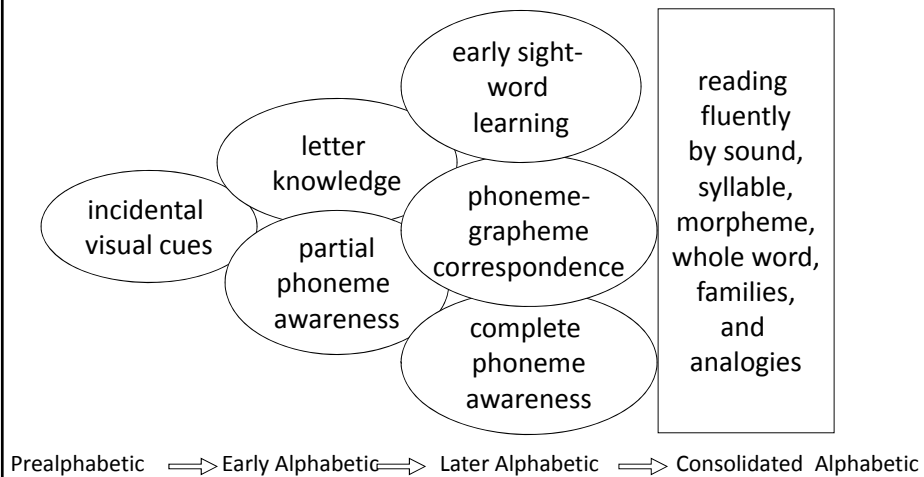 incidental
visual cues
letter
knowledge
partial
phoneme
awareness
early sight-
word
learning
phoneme-
grapheme
correspondence
complete
phoneme
awareness
reading
fluently
by sound,
syllable,
morpheme,
whole word,
families,
and
analogies
Prealphabetic Early Alphabetic Later Alphabetic Consolidated Alphabetic